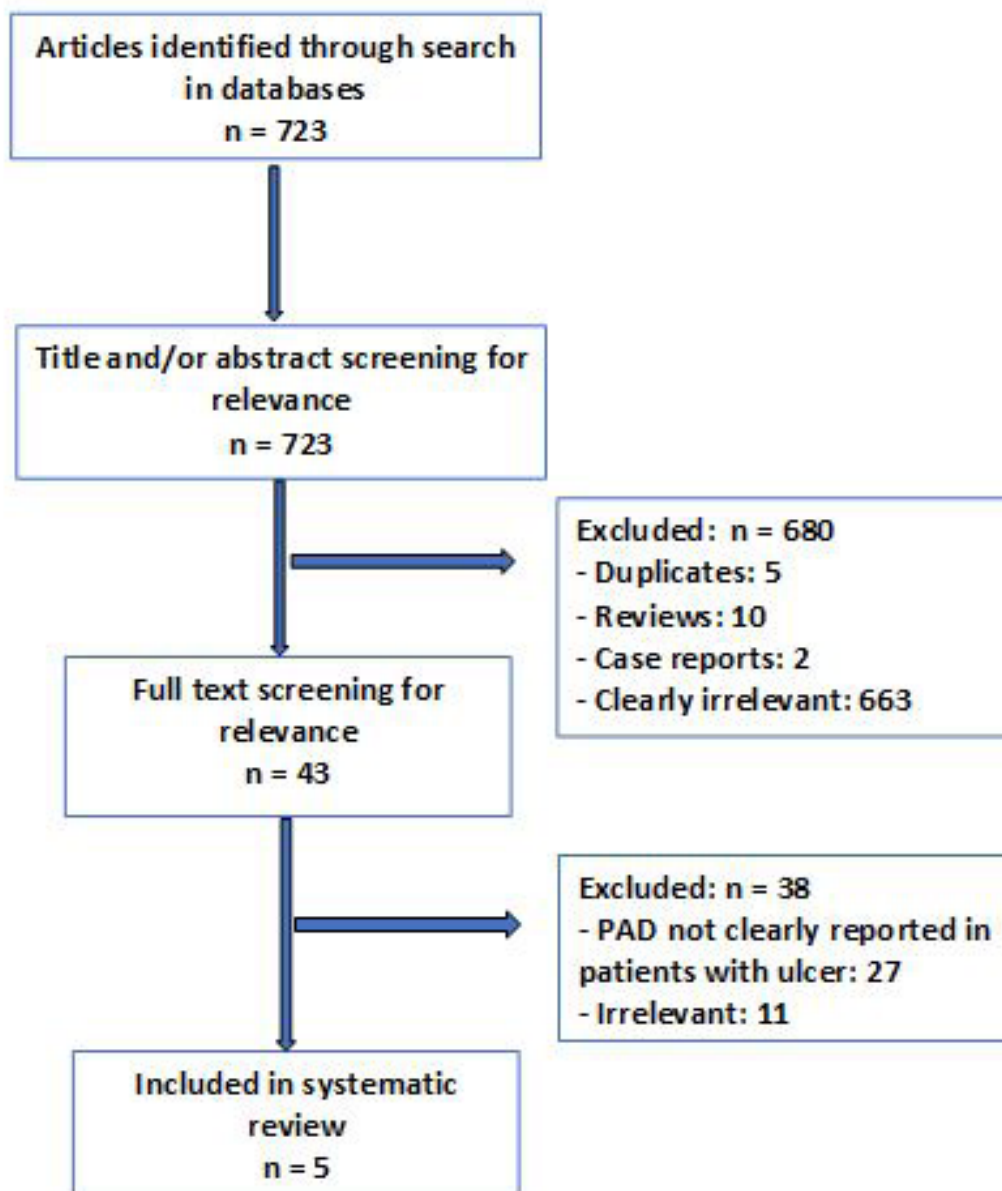 Articles identified through search
in databases
n = 723
Title and/or abstract screening for
relevance
n = 723
Excluded: n = 680
- Duplicates: 5
- Reviews: 10
- Case reports: 2
- Clearly irrelevant: 663
Full text screening for
relevance
n = 43
Excluded: n = 38
- PAD not clearly reported in
patients with ulcer: 27
- Irrelevant: 11
Included in systematic
review
n = 5